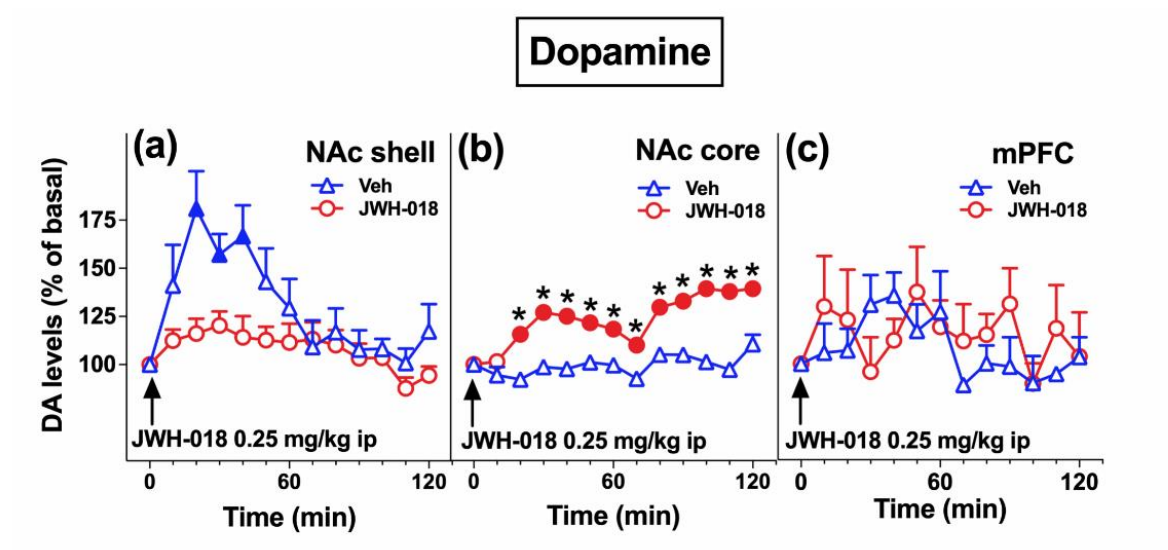 Dopamine
DA levels (% of basal)
175
150
125
100
(a)
NAc shell
Veh
JWH-018
JWH-018 0.25 mg/kg ip
0
60
120
Time (min)
(b)
NAc core
Veh
JWH-018
* * * * * * * * * * *
JWH-018 0.25 mg/kg ip
0
60
120
Time (min)
(c)
mPFC
Veh
JWH-018
JWH-018 0.25 mg/kg ip
0
60
120
Time (min)